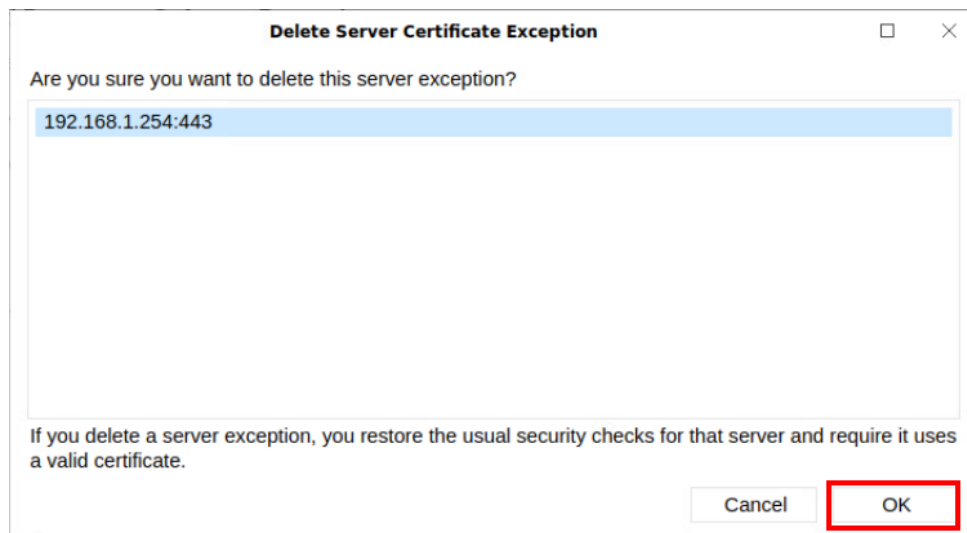 Delete Server Certificate Exception
Are you sure you want to delete this server exception?
192.168.1.254:443
If you delete a server exception, you restore the usual security checks for that server and require it uses
a valid certificate.
Cancel OK